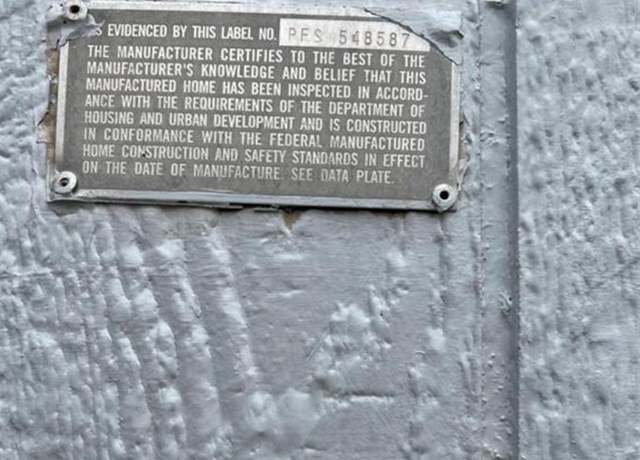 AS EVIDENCED BY THIS LABEL NO. PFS 548587
THE MANUFACTURER CERTIFIES TO THE BEST OF THE
MANUFACTURER'S KNOWLEDGE AND BELIEF THAT THIS
MANUFACTURED HOME HAS BEEN INSPECTED IN ACCORD-
ANCE WITH THE REQUIREMENTS OF THE DEPARTMENT OF
HOUSING AND URBAN DEVELOPMENT AND IS CONSTRUCTED
IN CONFORMANCE WITH THE FEDERAL MANUFACTURED
HOME CONSTRUCTION AND SAFETY STANDARDS IN EFFECT
ON THE DATE OF MANUFACTURE. SEE DATA PLATE.